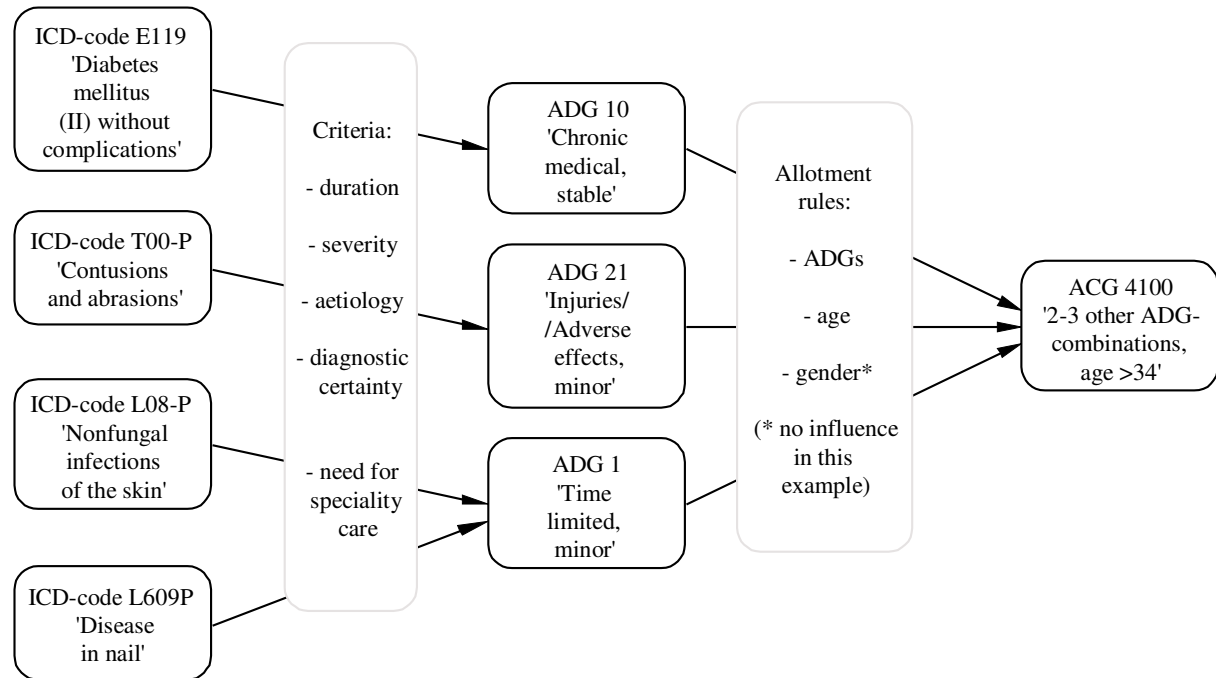 ICD-code E119
'Diabetes
mellitus
(II) without
complications'
ICD-code T00-P
'Contusions
and abrasions'
ICD-code L08-P
'Nonfungal
infections
of the skin'
ICD-code L609P
'Disease
in nail'
Criteria:
- duration
- severity
- aetiology
- diagnostic
certainty
- need for
speciality
care
ADG 10
'Chronic
medical,
stable'
ADG 21
'Injuries/
/Adverse
effects,
minor'
ADG 1
'Time
limited,
minor'
Allotment
rules:
- ADGs
- age
- gender*
(* no influence
in this
example)
ACG 4100
'2-3 other ADG-
combinations,
age >34'